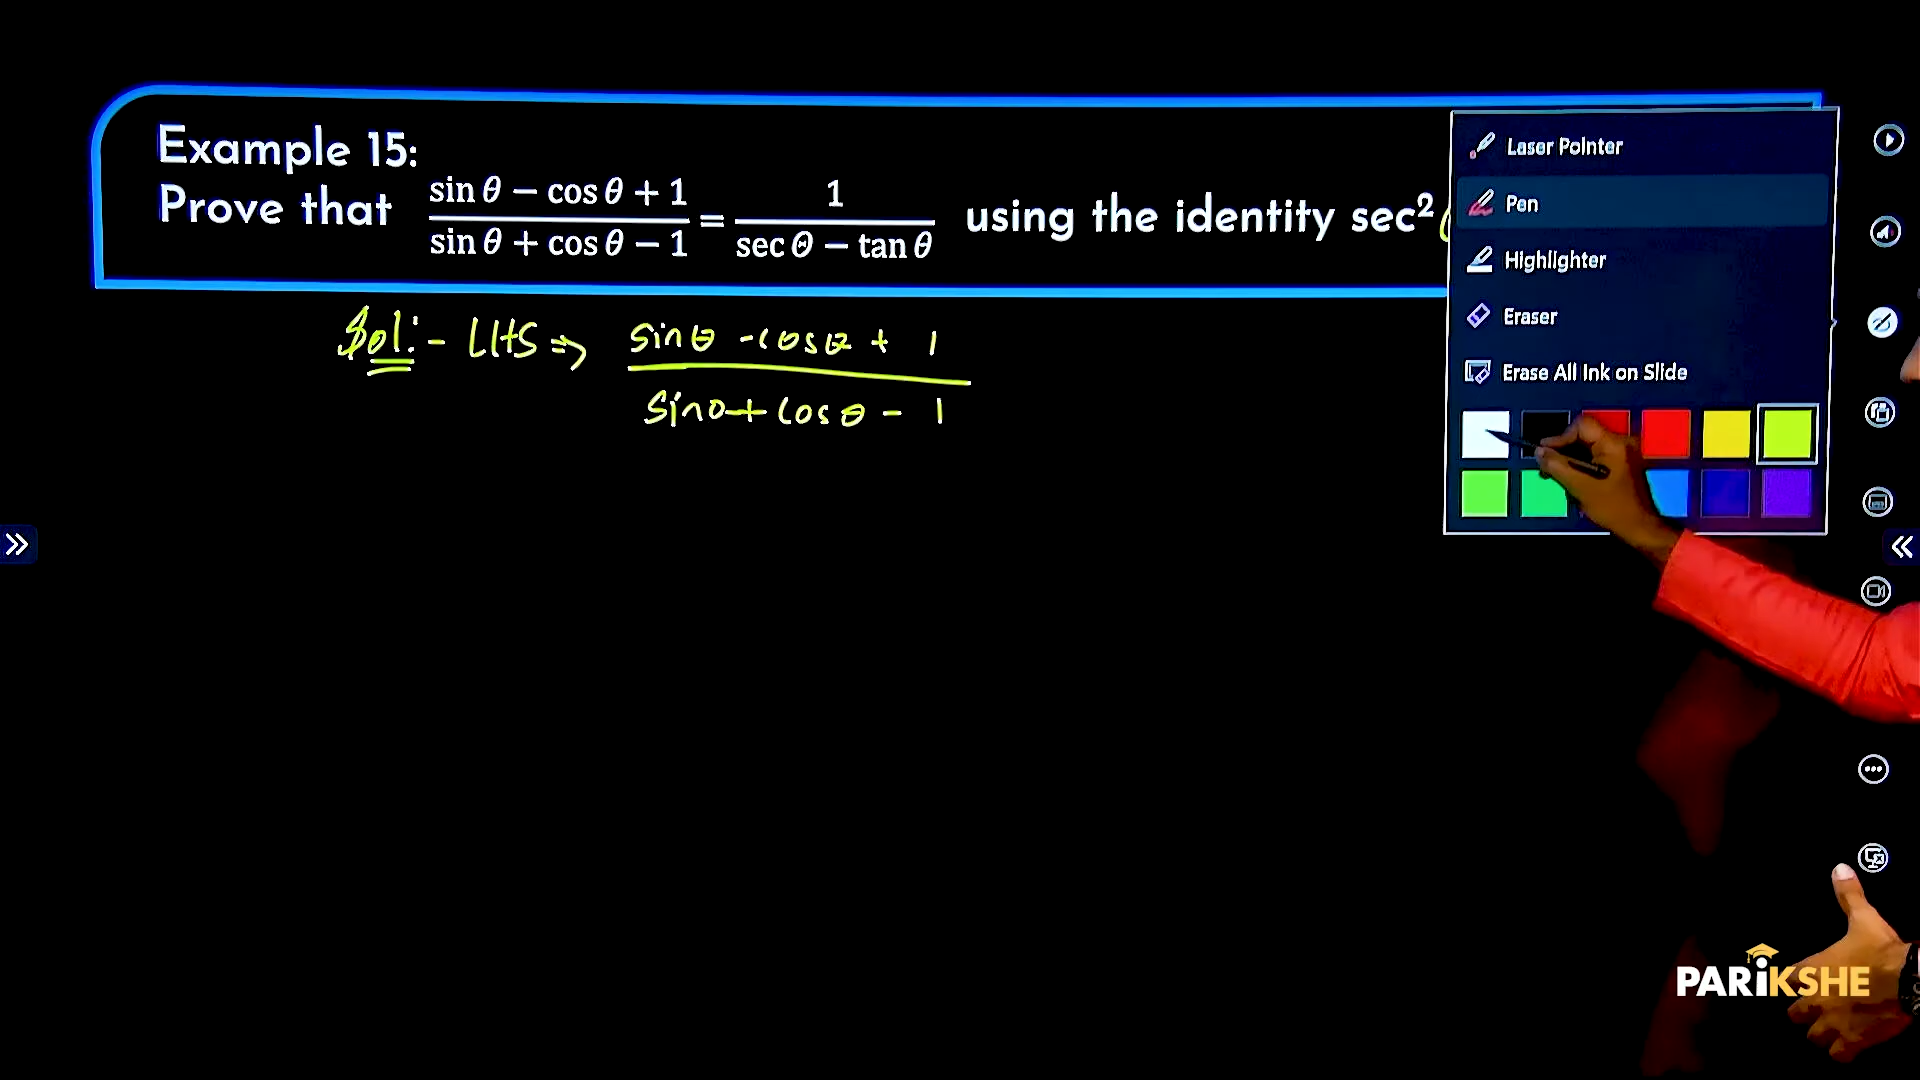 Example 15:
Prove that (sin θ − cos θ + 1)/(sin θ + cos θ − 1) = 1/(sec Θ − tan θ) using the identity sec²
Sol:- LHS ⇒ (sinθ - cosθ + 1)/(sinθ + cosθ - 1)
Laser Pointer
Pen
Highlighter
Eraser
Erase All Ink on Slide
PARiKSHE